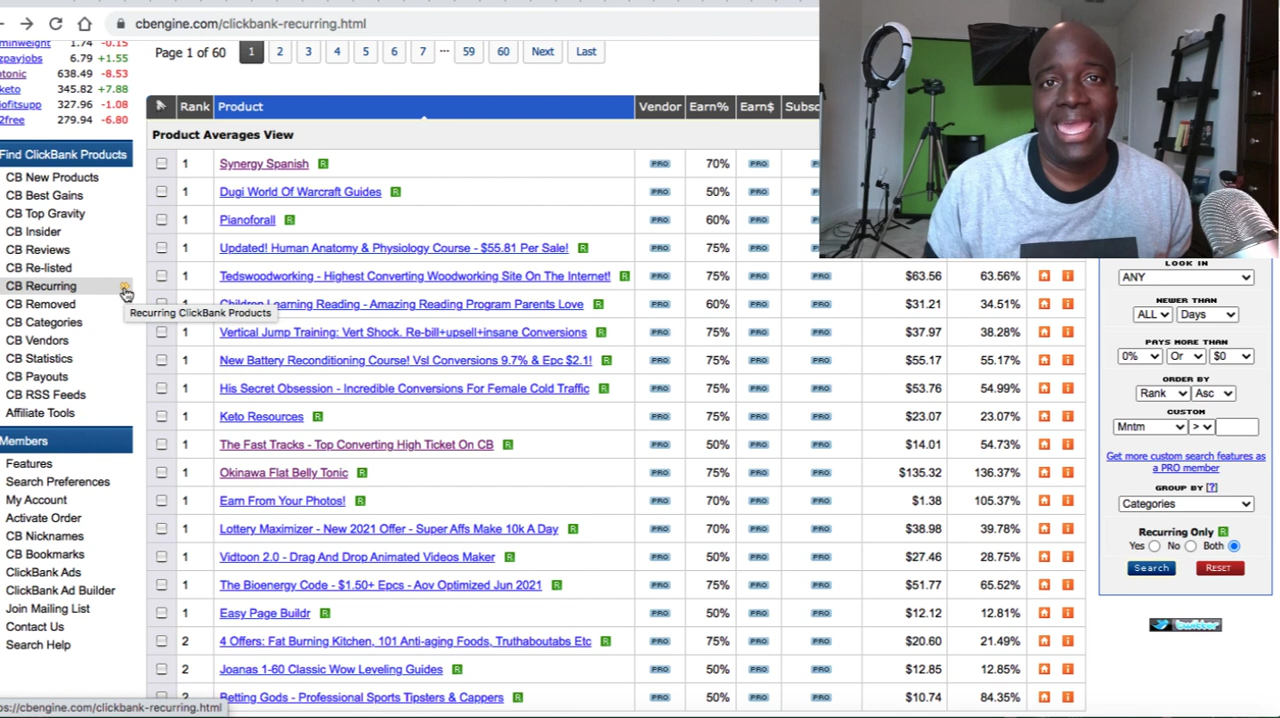 cbengine.com/clickbank-recurring.html
minweight 1.74 -0.15
zpayjobs 6.79 +1.55
ntonic 638.49 -8.53
keto 345.82 +7.88
iofitsupp 327.96 -1.08
2free 279.94 -6.80
Find ClickBank Products
CB New Products
CB Best Gains
CB Top Gravity
CB Insider
CB Reviews
CB Re-listed
CB Recurring
CB Removed
CB Categories
CB Vendors
CB Statistics
CB Payouts
CB RSS Feeds
Affiliate Tools
Members
Features
Search Preferences
My Account
Activate Order
CB Nicknames
CB Bookmarks
ClickBank Ads
ClickBank Ad Builder
Join Mailing List
Contact Us
Search Help
Recurring ClickBank Products
Page 1 of 60 1 2 3 4 5 6 7 ... 59 60 Next Last
Rank Product Vendor Earn% Earn$ Subsc
Product Averages View
1 Synergy Spanish R PRO 70% PRO
1 Dugi World Of Warcraft Guides R PRO 50% PRO
1 Pianoforall R PRO 60% PRO
1 Updated! Human Anatomy & Physiology Course - $55.81 Per Sale! R PRO 75% PRO
1 Tedswoodworking - Highest Converting Woodworking Site On The Internet! R PRO 75% PRO PRO $63.56 63.56%
1 Children Learning Reading - Amazing Reading Program Parents Love R PRO 60% PRO PRO $31.21 34.51%
1 Vertical Jump Training: Vert Shock. Re-bill+upsell+insane Conversions R PRO 75% PRO PRO $37.97 38.28%
1 New Battery Reconditioning Course! Vsl Conversions 9.7% & Epc $2.1! R PRO 75% PRO PRO $55.17 55.17%
1 His Secret Obsession - Incredible Conversions For Female Cold Traffic R PRO 75% PRO PRO $53.76 54.99%
1 Keto Resources R PRO 75% PRO PRO $23.07 23.07%
1 The Fast Tracks - Top Converting High Ticket On CB R PRO 50% PRO PRO $14.01 54.73%
1 Okinawa Flat Belly Tonic R PRO 75% PRO PRO $135.32 136.37%
1 Earn From Your Photos! R PRO 70% PRO PRO $1.38 105.37%
1 Lottery Maximizer - New 2021 Offer - Super Affs Make 10k A Day R PRO 70% PRO PRO $38.98 39.78%
1 Vidtoon 2.0 - Drag And Drop Animated Videos Maker R PRO 50% PRO PRO $27.46 28.75%
1 The Bioenergy Code - $1.50+ Epcs - Aov Optimized Jun 2021 R PRO 75% PRO PRO $51.77 65.52%
1 Easy Page Buildr R PRO 50% PRO PRO $12.12 12.81%
2 4 Offers: Fat Burning Kitchen, 101 Anti-aging Foods, Truthaboutabs Etc R PRO 75% PRO PRO $20.60 21.49%
2 Joanas 1-60 Classic Wow Leveling Guides R PRO 50% PRO PRO $12.85 12.85%
2 Betting Gods - Professional Sports Tipsters & Cappers R PRO 50% PRO PRO $10.74 84.35%
LOOK IN
ANY
NEWER THAN
ALL Days
PAYS MORE THAN
0% Or $0
ORDER BY
Rank Asc
CUSTOM
Mntm >
Get more custom search features as
a PRO member
GROUP BY [?]
Categories
Recurring Only R
Yes No Both
Search RESET
twitter
ps://cbengine.com/clickbank-recurring.html